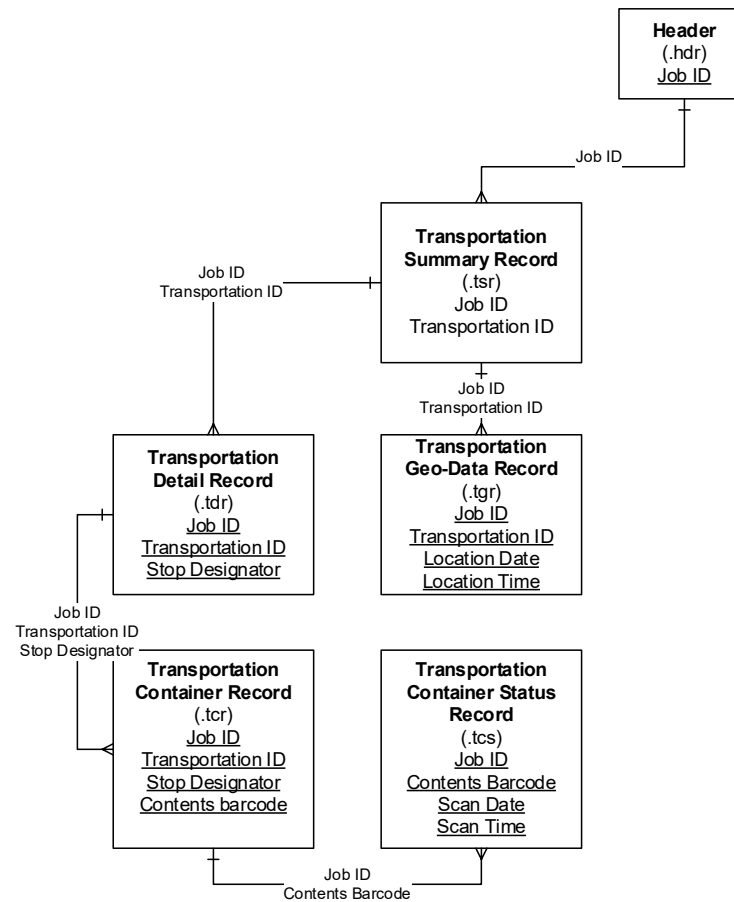 Header
(.hdr)
Job ID
Job ID
Transportation
Summary Record
(.tsr)
Job ID
Transportation ID
Job ID
Transportation ID
Job ID
Transportation ID
Transportation
Detail Record
(.tdr)
Job ID
Transportation ID
Stop Designator
Transportation
Geo-Data Record
(.tgr)
Job ID
Transportation ID
Location Date
Location Time
Job ID
Transportation ID
Stop Designator
Transportation
Container Record
(.tcr)
Job ID
Transportation ID
Stop Designator
Contents barcode
Transportation
Container Status
Record
(.tcs)
Job ID
Contents Barcode
Scan Date
Scan Time
Job ID
Contents Barcode